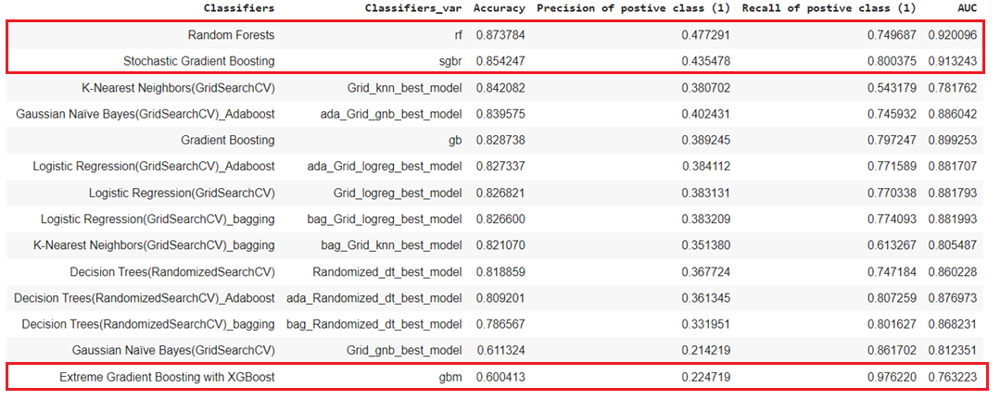 Classifiers Classifiers_var Accuracy Precision of postive class (1) Recall of postive class (1) AUC
Random Forests rf 0.873784 0.477291 0.749687 0.920096
Stochastic Gradient Boosting sgbr 0.854247 0.435478 0.800375 0.913243
K-Nearest Neighbors(GridSearchCV) Grid_knn_best_model 0.842082 0.380702 0.543179 0.781762
Gaussian Naïve Bayes(GridSearchCV)_Adaboost ada_Grid_gnb_best_model 0.839575 0.402431 0.745932 0.886042
Gradient Boosting gb 0.828738 0.389245 0.797247 0.899253
Logistic Regression(GridSearchCV)_Adaboost ada_Grid_logreg_best_model 0.827337 0.384112 0.771589 0.881707
Logistic Regression(GridSearchCV) Grid_logreg_best_model 0.826821 0.383131 0.770338 0.881793
Logistic Regression(GridSearchCV)_bagging bag_Grid_logreg_best_model 0.826600 0.383209 0.774093 0.881993
K-Nearest Neighbors(GridSearchCV)_bagging bag_Grid_knn_best_model 0.821070 0.351380 0.613267 0.805487
Decision Trees(RandomizedSearchCV) Randomized_dt_best_model 0.818859 0.367724 0.747184 0.860228
Decision Trees(RandomizedSearchCV)_Adaboost ada_Randomized_dt_best_model 0.809201 0.361345 0.807259 0.876973
Decision Trees(RandomizedSearchCV)_bagging bag_Randomized_dt_best_model 0.786567 0.331951 0.801627 0.868231
Gaussian Naïve Bayes(GridSearchCV) Grid_gnb_best_model 0.611324 0.214219 0.861702 0.812351
Extreme Gradient Boosting with XGBoost gbm 0.600413 0.224719 0.976220 0.763223